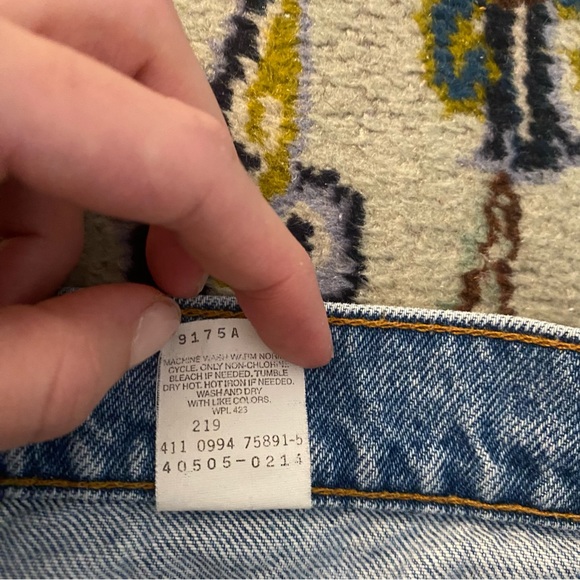 9175A
MACHINE WASH WARM
CYCLE. ONLY NON-CHLORINE
BLEACH IF NEEDED. TUMBLE
DRY HOT. HOT IRON IF NEEDED.
WASH AND DRY
WITH LIKE COLORS.
WPL 423
219
411 0994 75891-5
40505-0214